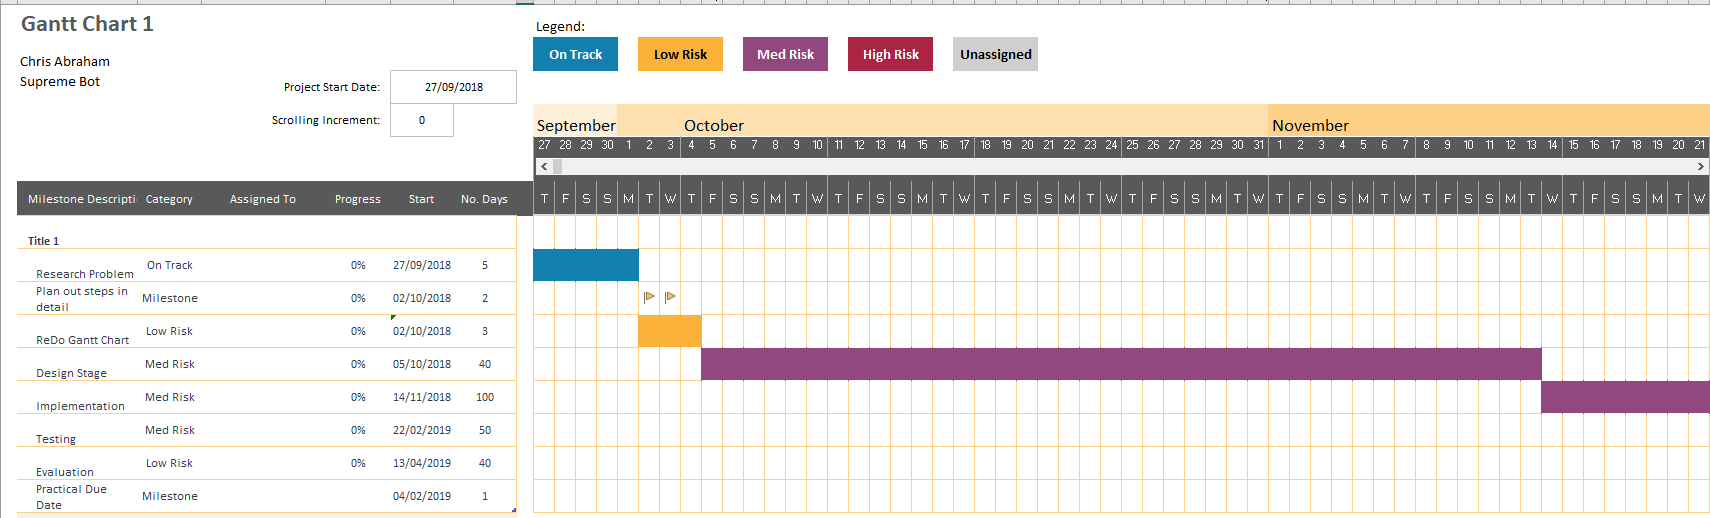 Gantt Chart 1
Legend:
On Track Low Risk Med Risk High Risk Unassigned
Chris Abraham
Supreme Bot
Project Start Date: 27/09/2018
Scrolling Increment: 0
September October November
27 28 29 30 1 2 3 4 5 6 7 8 9 10 11 12 13 14 15 16 17 18 19 20 21 22 23 24 25 26 27 28 29 30 31 1 2 3 4 5 6 7 8 9 10 11 12 13 14 15 16 17 18 19 20 21
Milestone Descripti Category Assigned To Progress Start No. Days T F S S M T W T F S S M T W T F S S M T W T F S S M T W T F S S M T W T F S S M T W T F S S M T W T F S S M T W
Title 1
Research Problem On Track 0% 27/09/2018 5
Plan out steps in
detail Milestone 0% 02/10/2018 2
ReDo Gantt Chart Low Risk 0% 02/10/2018 3
Design Stage Med Risk 0% 05/10/2018 40
Implementation Med Risk 0% 14/11/2018 100
Testing Med Risk 0% 22/02/2019 50
Evaluation Low Risk 0% 13/04/2019 40
Practical Due
Date Milestone 04/02/2019 1